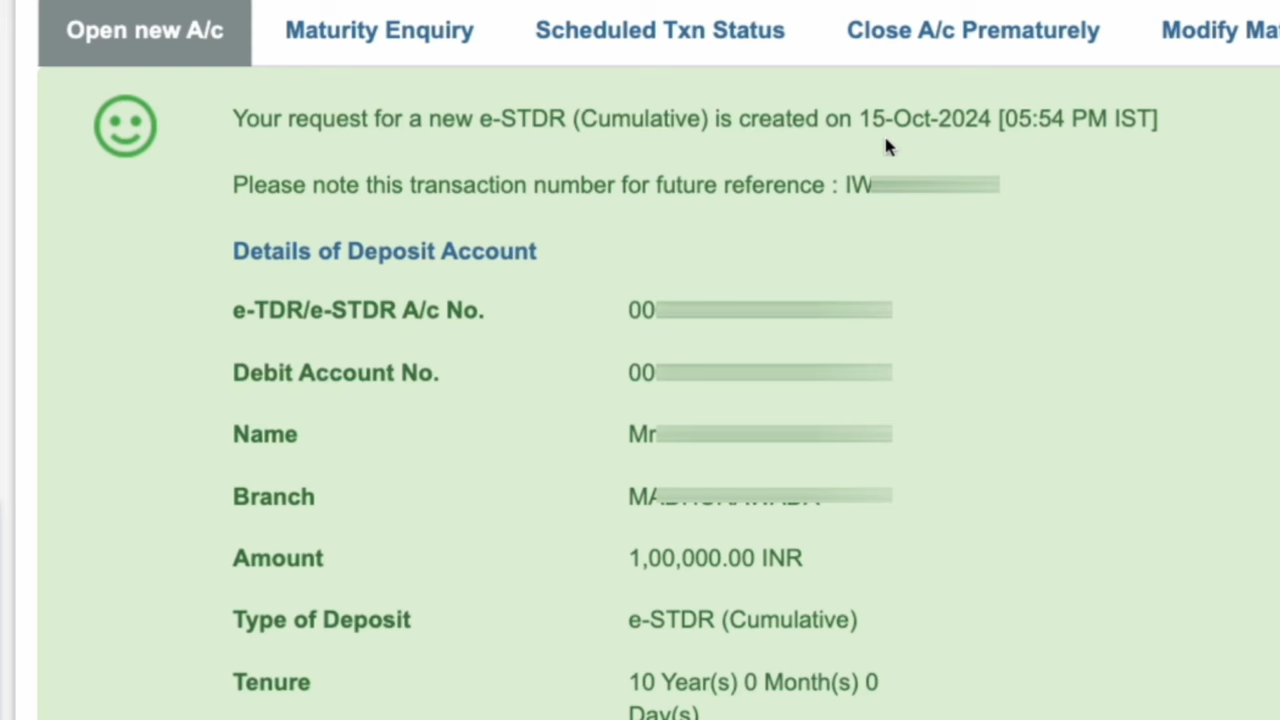 Open new A/c Maturity Enquiry Scheduled Txn Status Close A/c Prematurely Modify Ma
Your request for a new e-STDR (Cumulative) is created on 15-Oct-2024 [05:54 PM IST]
Please note this transaction number for future reference : IW
Details of Deposit Account
e-TDR/e-STDR A/c No. 00
Debit Account No. 00
Name Mr
Branch
Amount 1,00,000.00 INR
Type of Deposit e-STDR (Cumulative)
Tenure 10 Year(s) 0 Month(s) 0
Day(s)